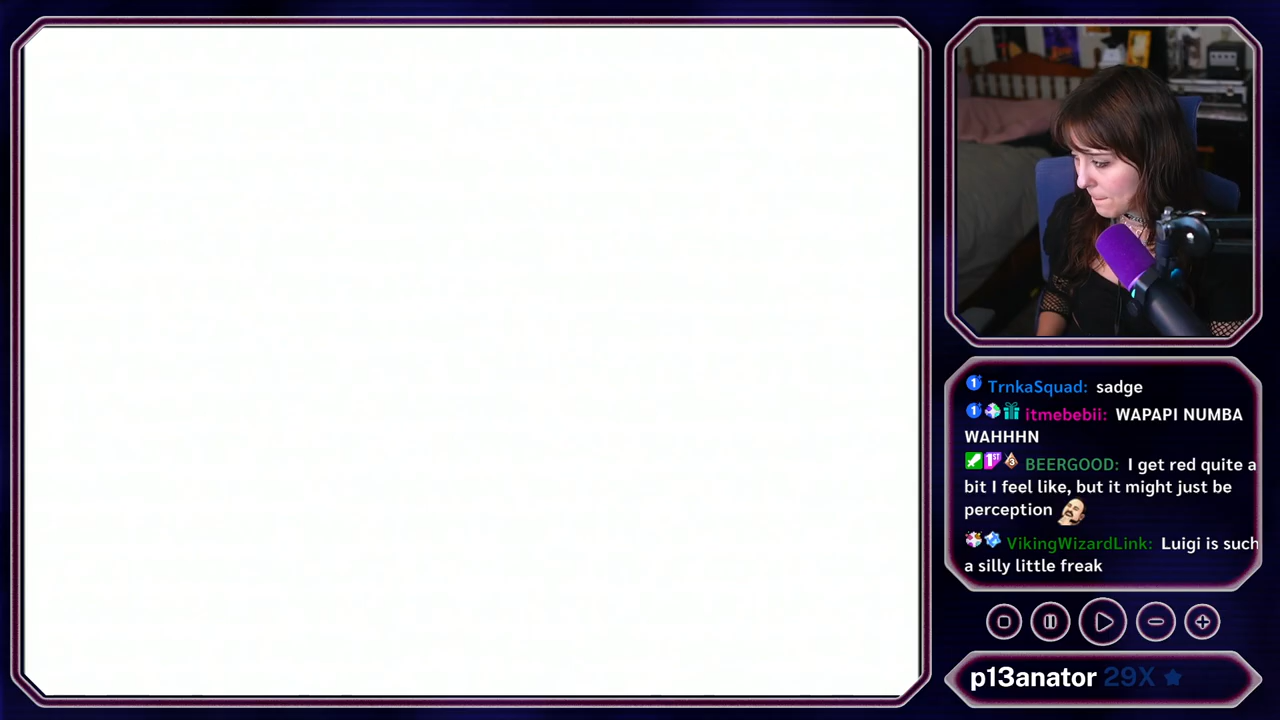 TrnkaSquad: sadge
itmebebii: WAPAPI NUMBA
WAHHHN
BEERGOOD: I get red quite a
bit I feel like, but it might just be
perception
VikingWizardLink: Luigi is such
a silly little freak
p13anator 29X